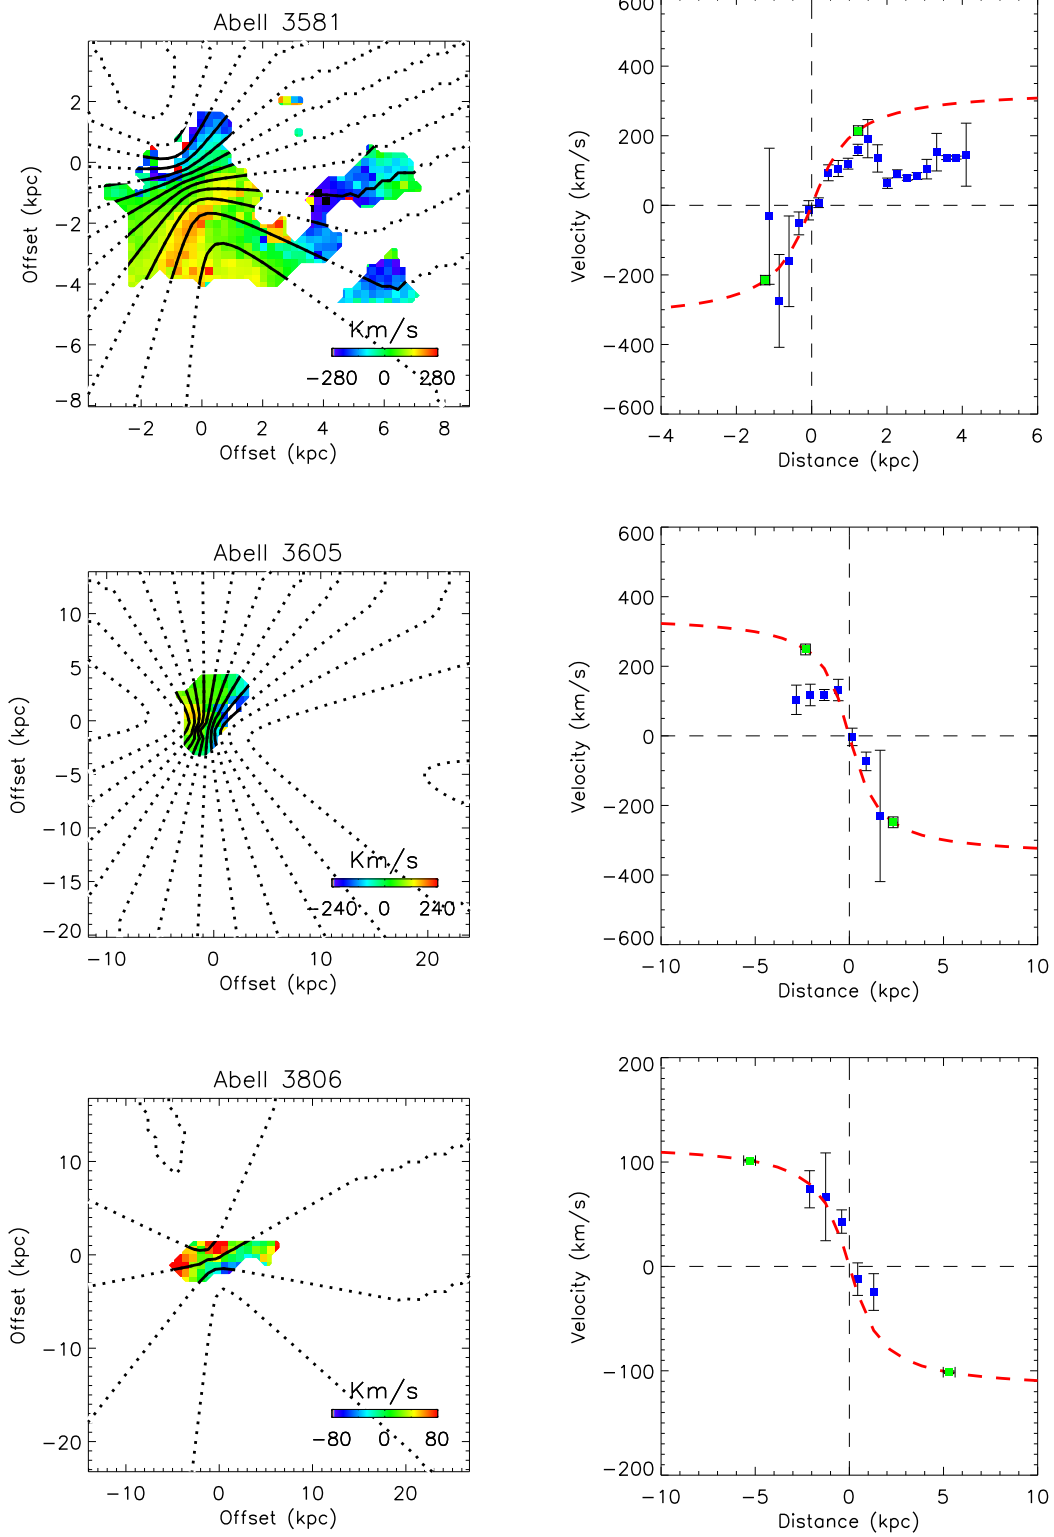 Abell 3581
2
0
−2
−4
−6
−8
Offset (kpc)
Km/s
−280 0 280
−2 0 2 4 6 8
Offset (kpc)
600
400
200
0
−200
−400
−600
Velocity (km/s)
−4 −2 0 2 4 6
Distance (kpc)
Abell 3605
10
5
0
−5
−10
−15
−20
Offset (kpc)
Km/s
−240 0 240
−10 0 10 20
Offset (kpc)
600
400
200
0
−200
−400
−600
Velocity (km/s)
−10 −5 0 5 10
Distance (kpc)
Abell 3806
10
0
−10
−20
Offset (kpc)
Km/s
−80 0 80
−10 0 10 20
Offset (kpc)
200
100
0
−100
−200
Velocity (km/s)
−10 −5 0 5 10
Distance (kpc)